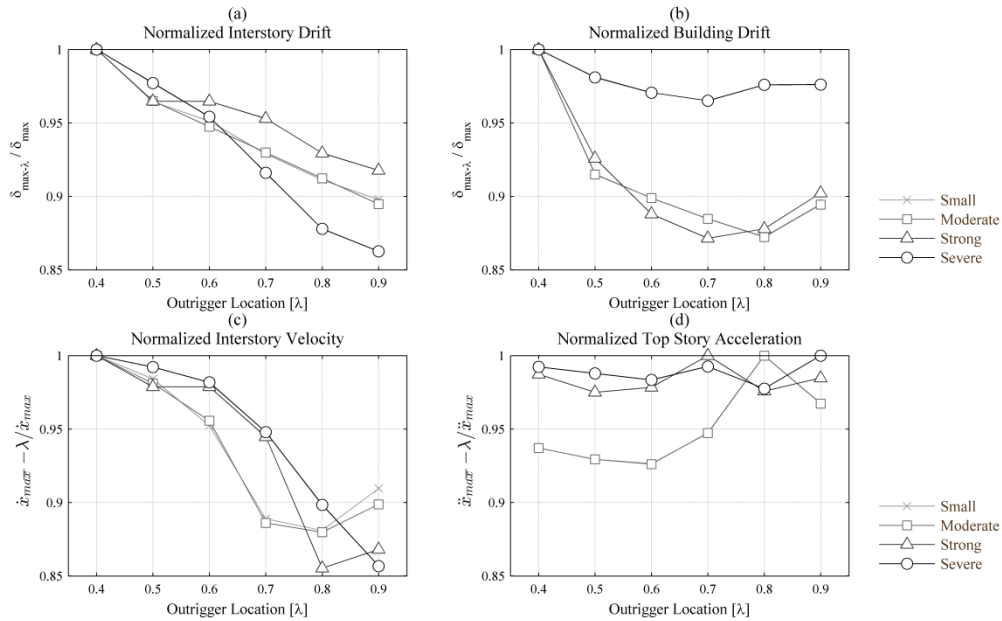 (a)
Normalized Interstory Drift
1
0.95
0.9
0.85
δmax-λ / δmax
0.4 0.5 0.6 0.7 0.8 0.9
Outrigger Location [λ]
(b)
Normalized Building Drift
1
0.95
0.9
0.85
δmax-λ / δmax
0.4 0.5 0.6 0.7 0.8 0.9
Outrigger Location [λ]
Small
Moderate
Strong
Severe
(c)
Normalized Interstory Velocity
1
0.95
0.9
0.85
ẋmax − λ/ẋmax
0.4 0.5 0.6 0.7 0.8 0.9
Outrigger Location [λ]
(d)
Normalized Top Story Acceleration
1
0.95
0.9
0.85
ẍmax − λ/ẍmax
0.4 0.5 0.6 0.7 0.8 0.9
Outrigger Location [λ]
Small
Moderate
Strong
Severe